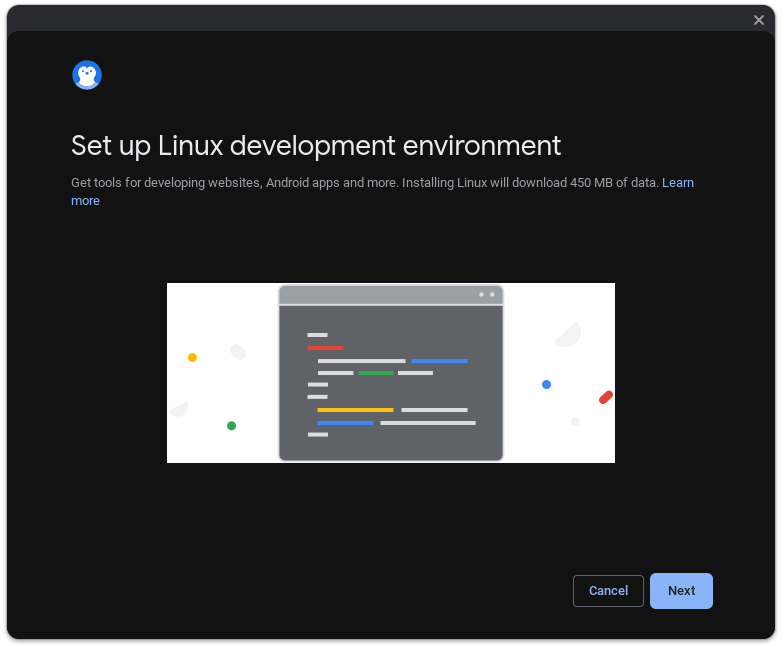 Set up Linux development environment
Get tools for developing websites, Android apps and more. Installing Linux will download 450 MB of data. Learn
more
Cancel
Next